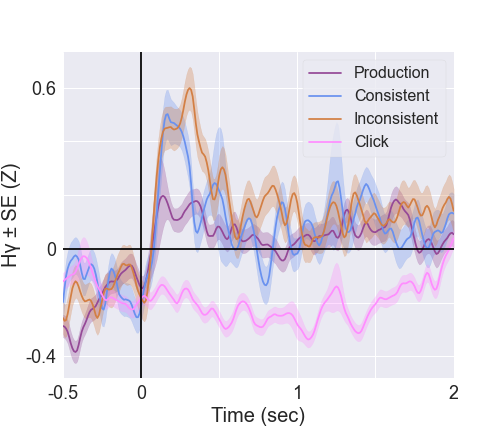 Production
Consistent
Inconsistent
Click
Hγ ± SE (Z)
0.6
0
-0.4
-0.5
0
1
2
Time (sec)